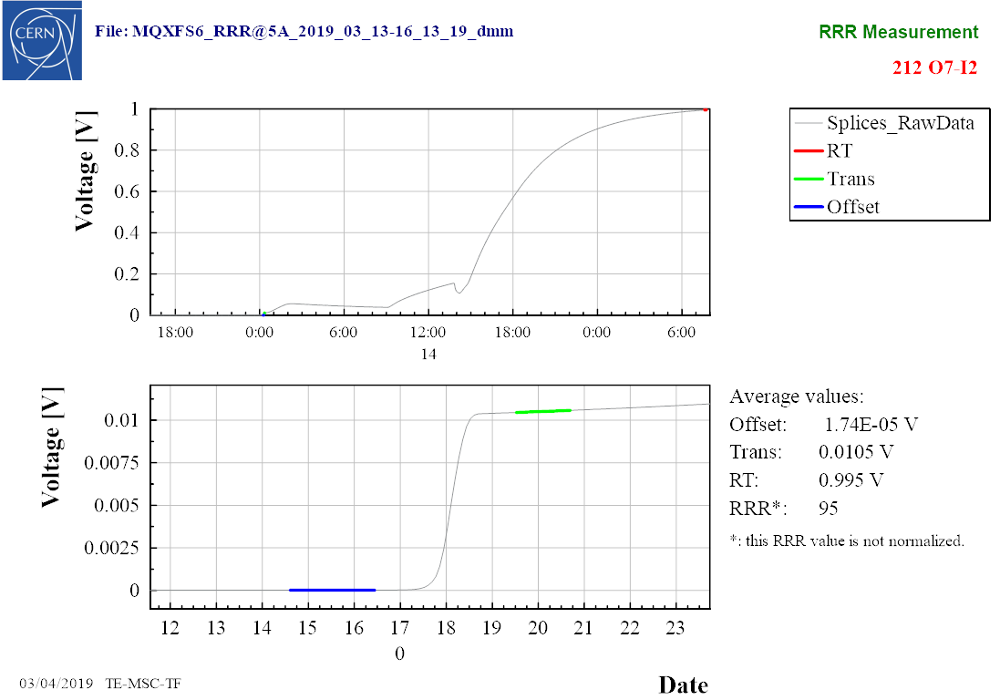 CERN
File: MQXFS6_RRR@5A_2019_03_13-16_13_19_dmm
RRR Measurement
212 O7-I2
Voltage [V]
1
0.8
0.6
0.4
0.2
0
18:00 0:00 6:00 12:00 18:00 0:00 6:00
14
Splices_RawData
RT
Trans
Offset
Voltage [V]
0.01
0.0075
0.005
0.0025
0
12 13 14 15 16 17 18 19 20 21 22 23
0
Average values:
Offset: 1.74E-05 V
Trans: 0.0105 V
RT: 0.995 V
RRR*: 95
*: this RRR value is not normalized.
03/04/2019 TE-MSC-TF
Date